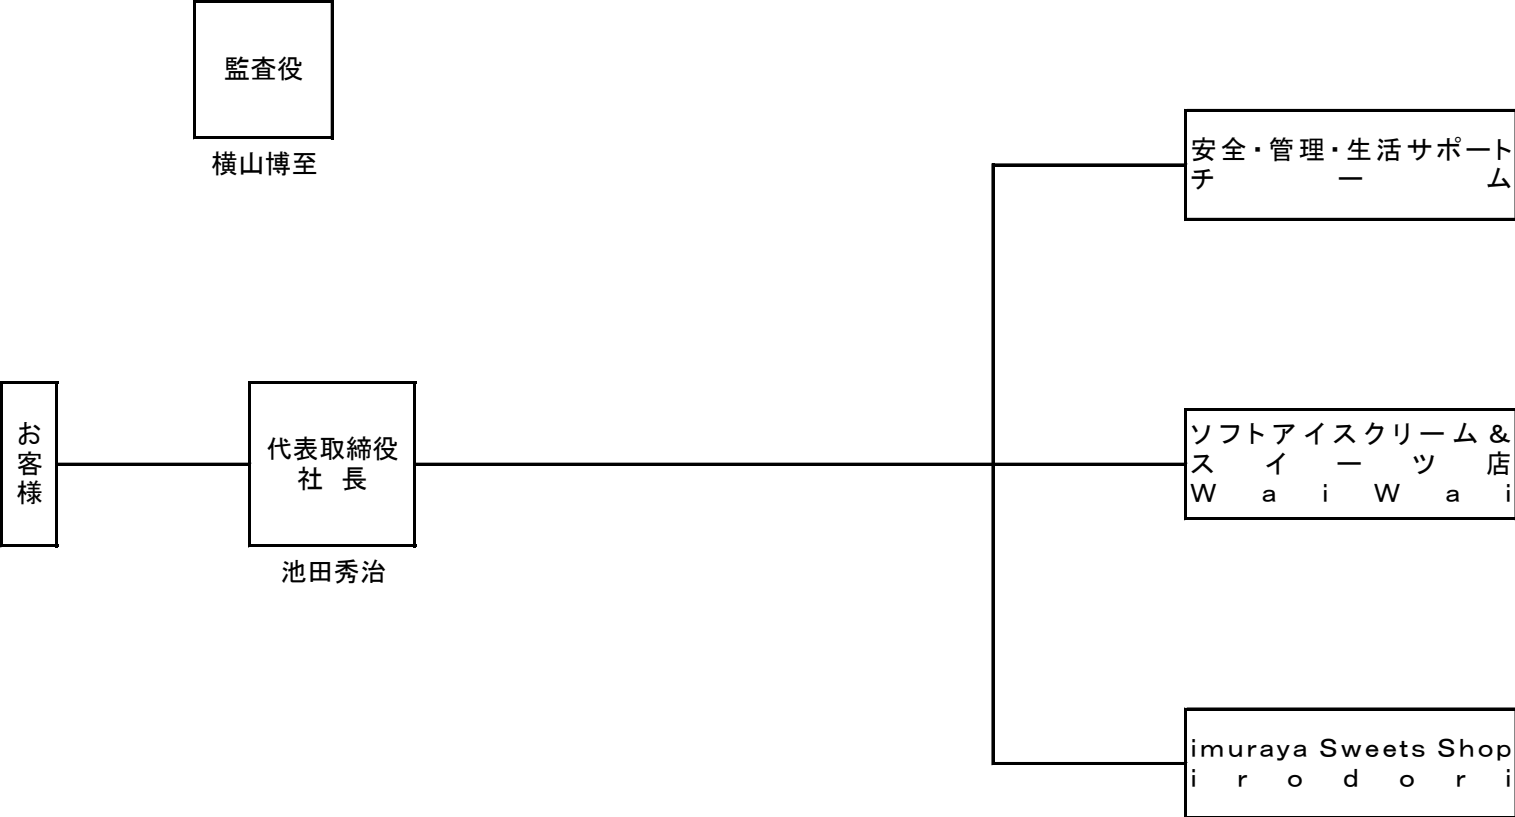 監査役
横山博至
安全・管理・生活サポート
チーム
お客様
代表取締役
社長
池田秀治
ソフトアイスクリーム＆
スイーツ店
ＷａｉＷａｉ
imuraya Sweets Shop
irodori